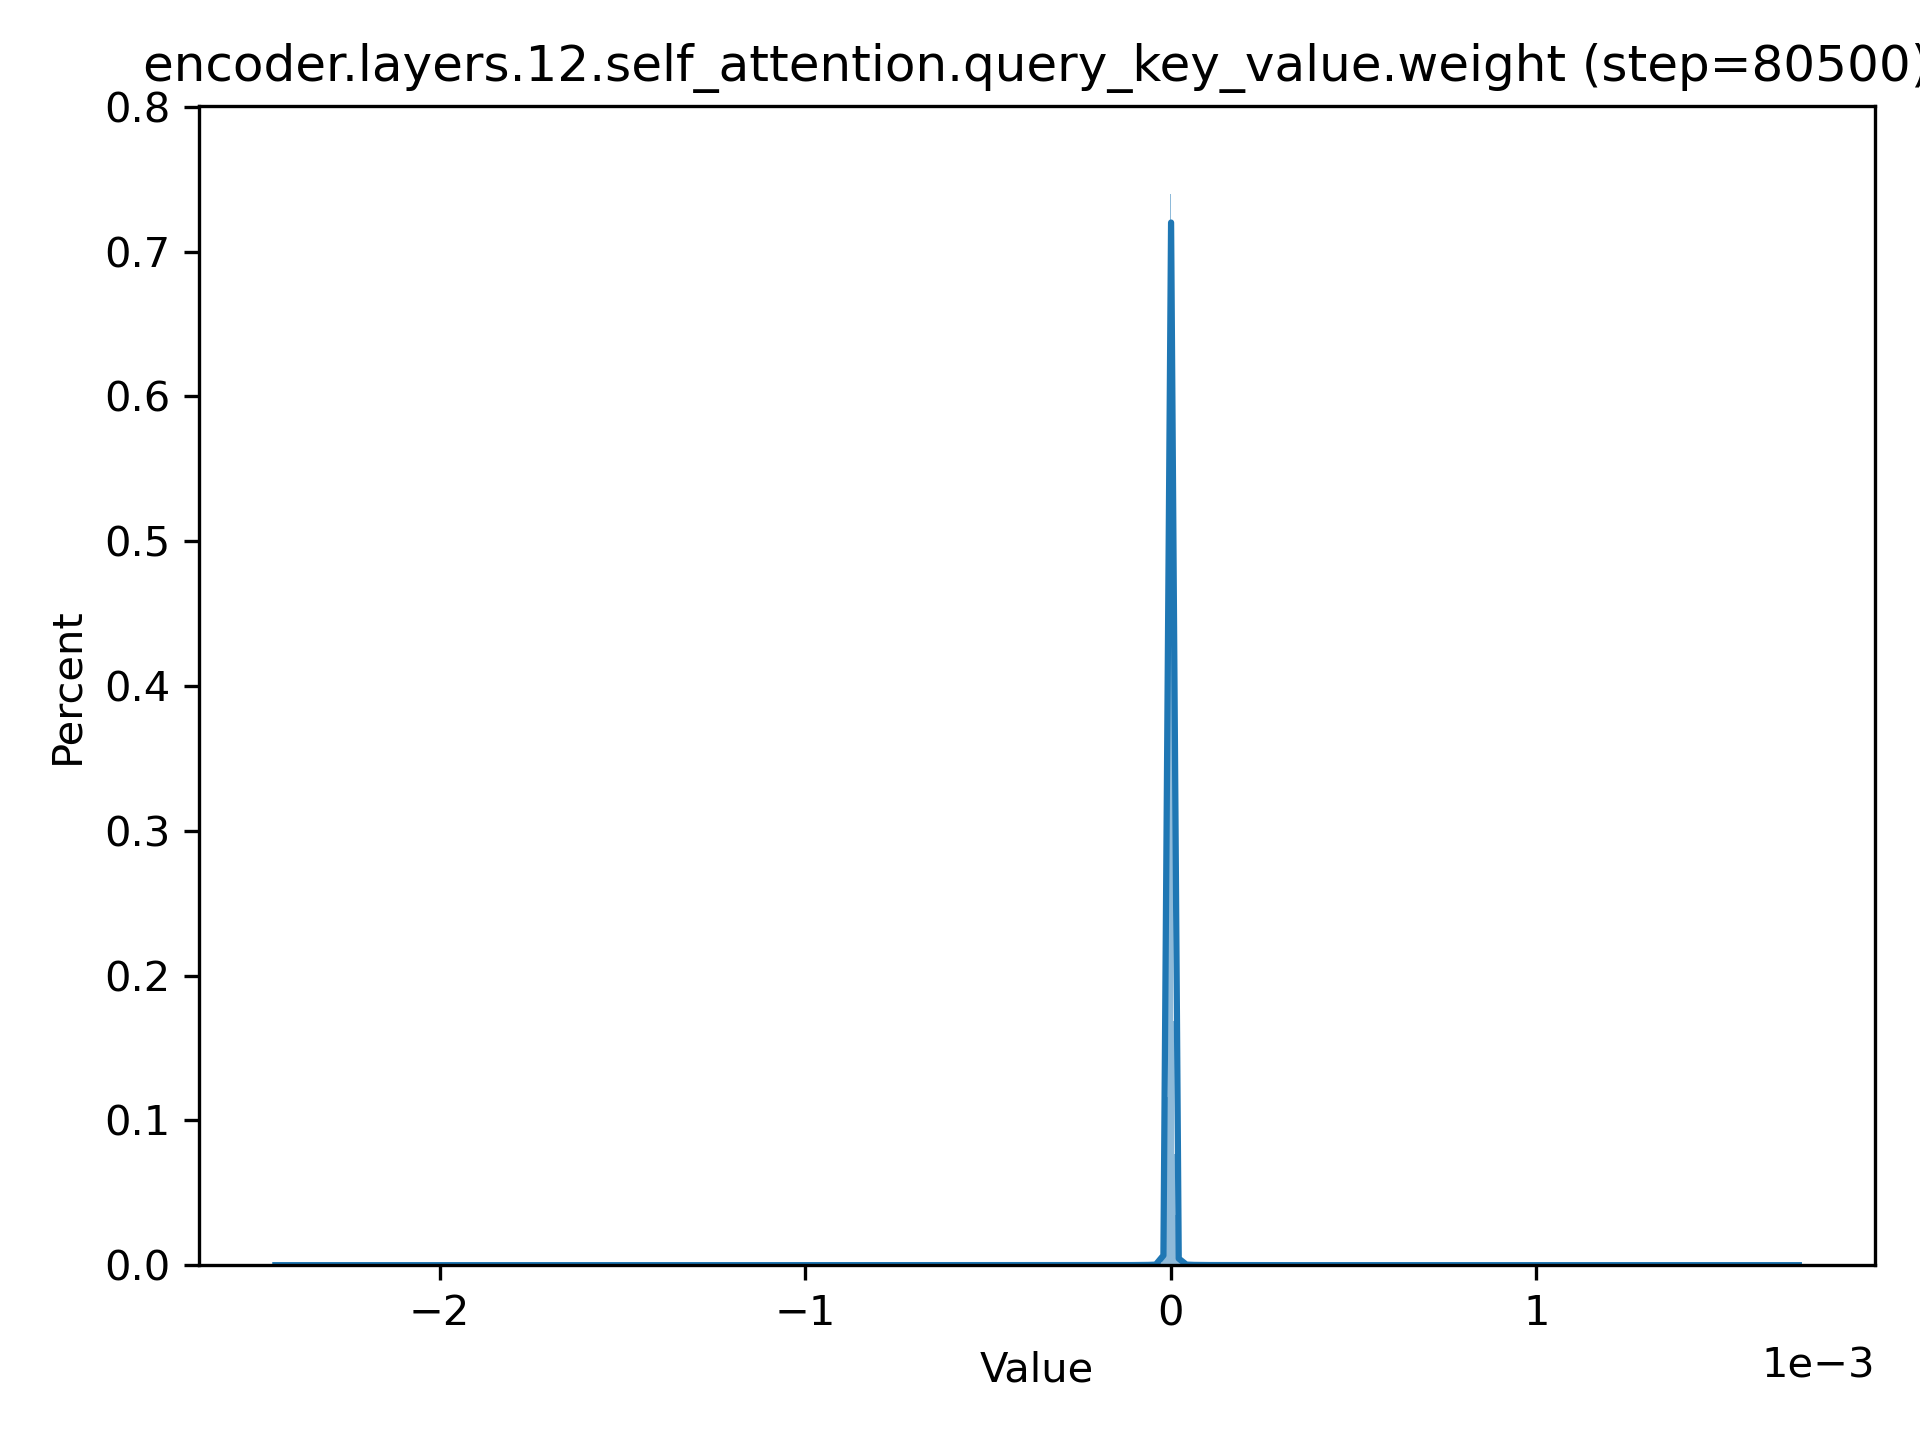 encoder.layers.12.self_attention.query_key_value.weight (step=80500)
0.8
0.7
0.6
0.5
0.4
0.3
0.2
0.1
0.0
Percent
−2 −1 0 1
1e−3
Value